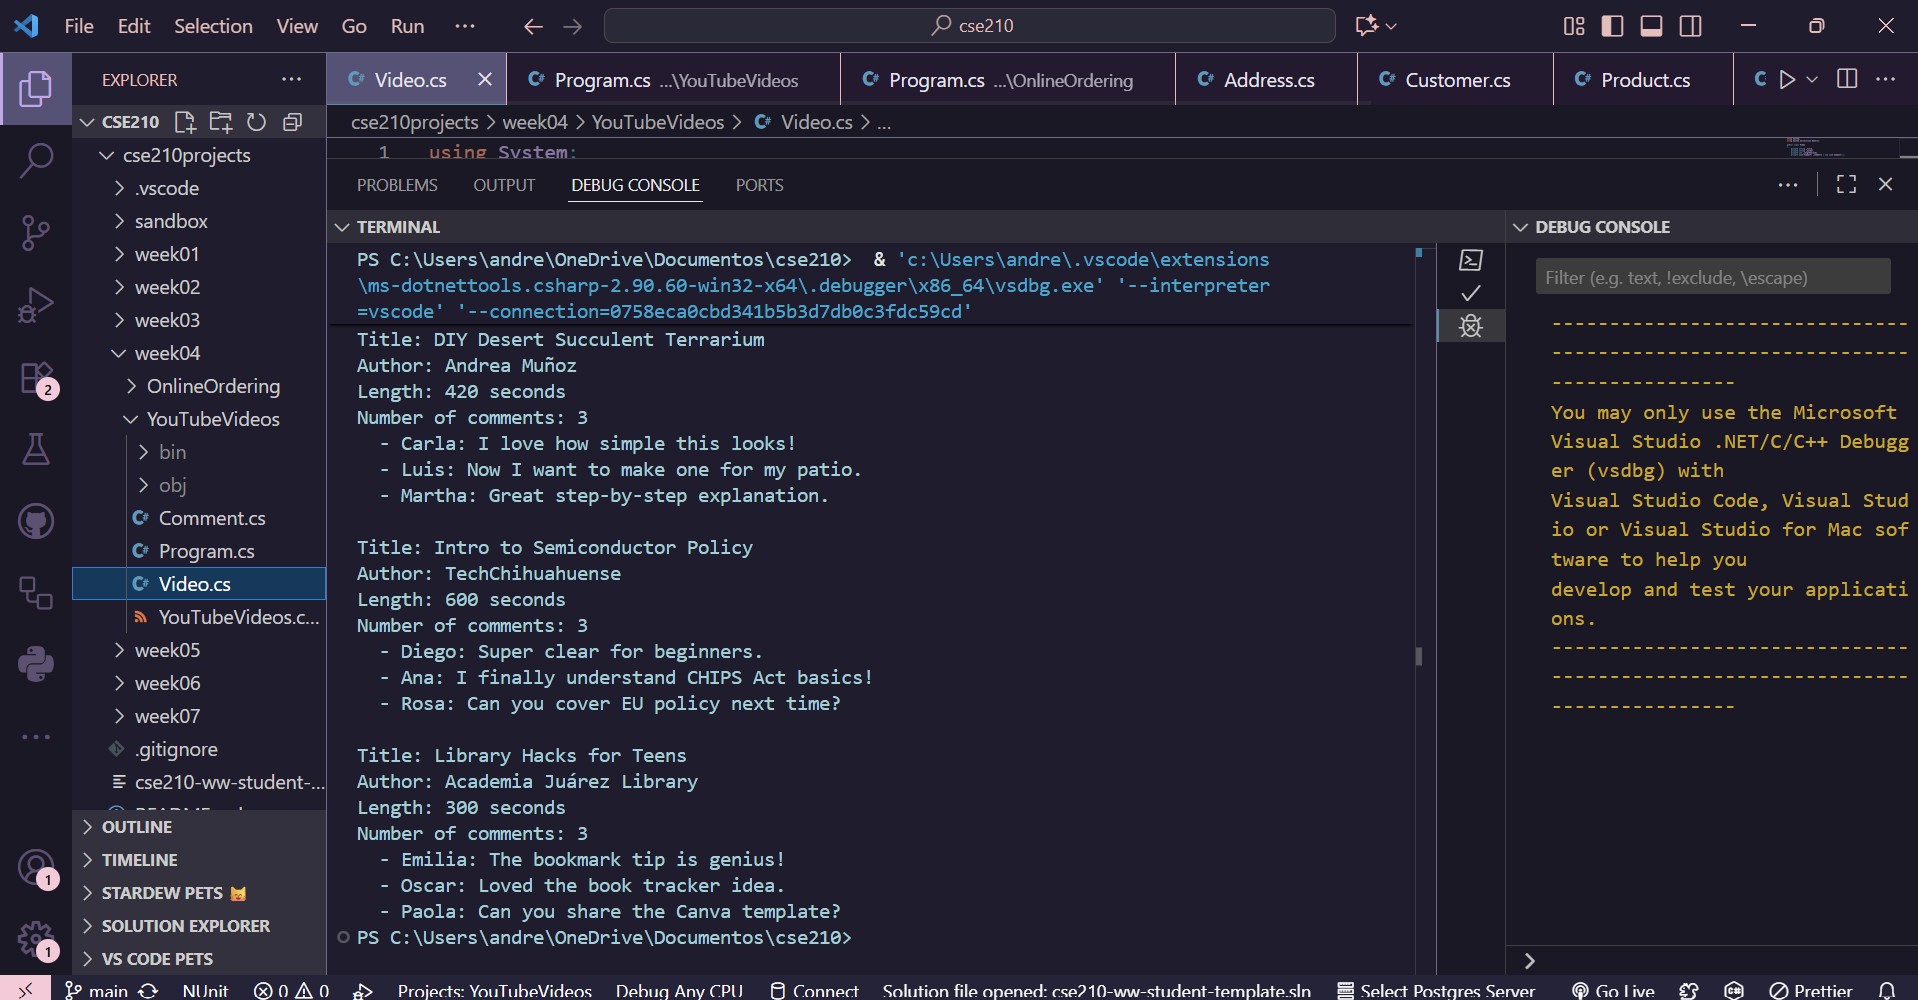 File Edit Selection View Go Run ···
cse210
EXPLORER
Video.cs
Program.cs ...\YouTubeVideos
Program.cs ...\OnlineOrdering
Address.cs
Customer.cs
Product.cs
CSE210
cse210projects > week04 > YouTubeVideos > Video.cs > ...
1 using System;
cse210projects
.vscode
sandbox
week01
week02
week03
week04
OnlineOrdering
YouTubeVideos
bin
obj
Comment.cs
Program.cs
Video.cs
YouTubeVideos.c...
week05
week06
week07
.gitignore
cse210-ww-student-...
OUTLINE
TIMELINE
STARDEW PETS 😸
SOLUTION EXPLORER
VS CODE PETS
2
1
1
PROBLEMS OUTPUT DEBUG CONSOLE PORTS
TERMINAL
PS C:\Users\andre\OneDrive\Documentos\cse210> & 'c:\Users\andre\.vscode\extensions
\ms-dotnettools.csharp-2.90.60-win32-x64\.debugger\x86_64\vsdbg.exe' '--interpreter
=vscode' '--connection=0758eca0cbd341b5b3d7db0c3fdc59cd'
Title: DIY Desert Succulent Terrarium
Author: Andrea Muñoz
Length: 420 seconds
Number of comments: 3
- Carla: I love how simple this looks!
- Luis: Now I want to make one for my patio.
- Martha: Great step-by-step explanation.
Title: Intro to Semiconductor Policy
Author: TechChihuahuense
Length: 600 seconds
Number of comments: 3
- Diego: Super clear for beginners.
- Ana: I finally understand CHIPS Act basics!
- Rosa: Can you cover EU policy next time?
Title: Library Hacks for Teens
Author: Academia Juárez Library
Length: 300 seconds
Number of comments: 3
- Emilia: The bookmark tip is genius!
- Oscar: Loved the book tracker idea.
- Paola: Can you share the Canva template?
PS C:\Users\andre\OneDrive\Documentos\cse210>
DEBUG CONSOLE
Filter (e.g. text, !exclude, \escape)
---------------------------------
---------------------------------
-----------------
You may only use the Microsoft
Visual Studio .NET/C/C++ Debugg
er (vsdbg) with
Visual Studio Code, Visual Stud
io or Visual Studio for Mac sof
tware to help you
develop and test your applicati
ons.
---------------------------------
---------------------------------
-----------------
main NUnit 0 0 Projects: YouTubeVideos Debug Any CPU Connect Solution file opened: cse210-ww-student-template.sln Select Postgres Server Go Live Prettier